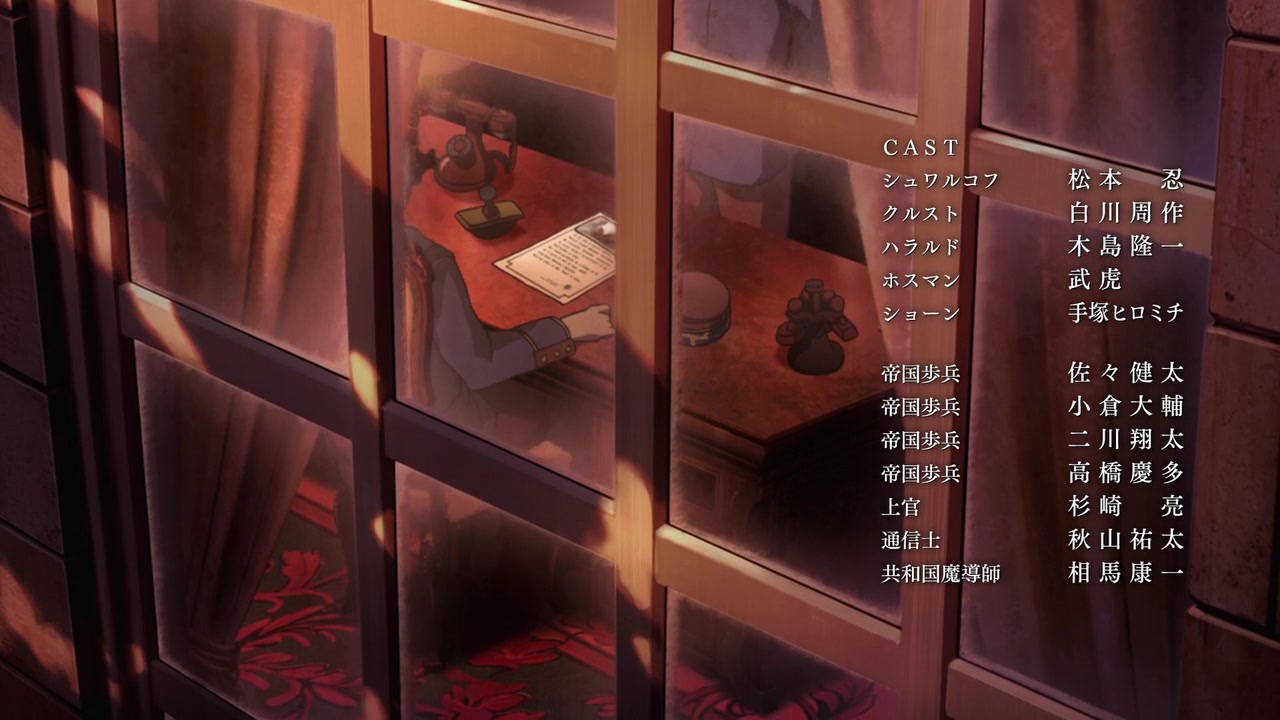 CAST
シュワルコフ 松本 忍
クルスト 白川周作
ハラルド 木島隆一
ホスマン 武虎
ショーン 手塚ヒロミチ
帝国歩兵 佐々健太
帝国歩兵 小倉大輔
帝国歩兵 二川翔太
帝国歩兵 高橋慶多
上官 杉崎 亮
通信士 秋山祐太
共和国魔導師 相馬康一